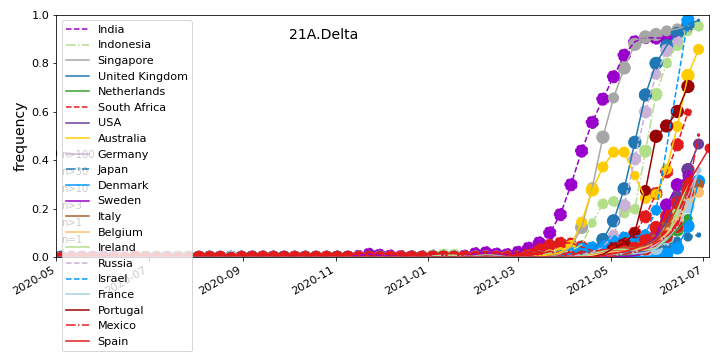 21A.Delta
frequency
1.0
0.8
0.6
0.4
0.2
0.0
2020-05
2020-07
2020-09
2020-11
2021-01
2021-03
2021-05
2021-07
India
Indonesia
Singapore
United Kingdom
Netherlands
South Africa
USA
Australia
Germany
Japan
Denmark
Sweden
Italy
Belgium
Ireland
Russia
Israel
France
Portugal
Mexico
Spain
n>100
n>30
n>10
n>3
n>1
n=1